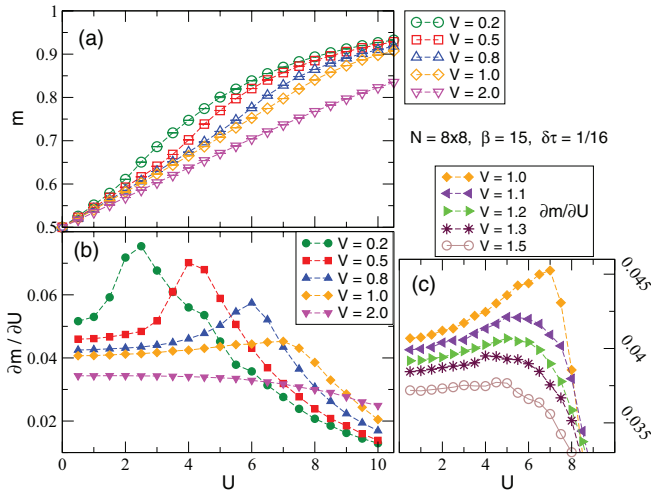 1
0.9
0.8
0.7
0.6
0.5
m
(a)
V = 0.2
V = 0.5
V = 0.8
V = 1.0
V = 2.0
N = 8x8, β = 15, δτ = 1/16
(b)
V = 0.2
V = 0.5
V = 0.8
V = 1.0
V = 2.0
0.06
0.04
0.02
∂m / ∂U
0 2 4 6 8 10
U
V = 1.0
V = 1.1
V = 1.2 ∂m/∂U
V = 1.3
V = 1.5
(c)
0.045
0.04
0.035
2 4 6 8
U